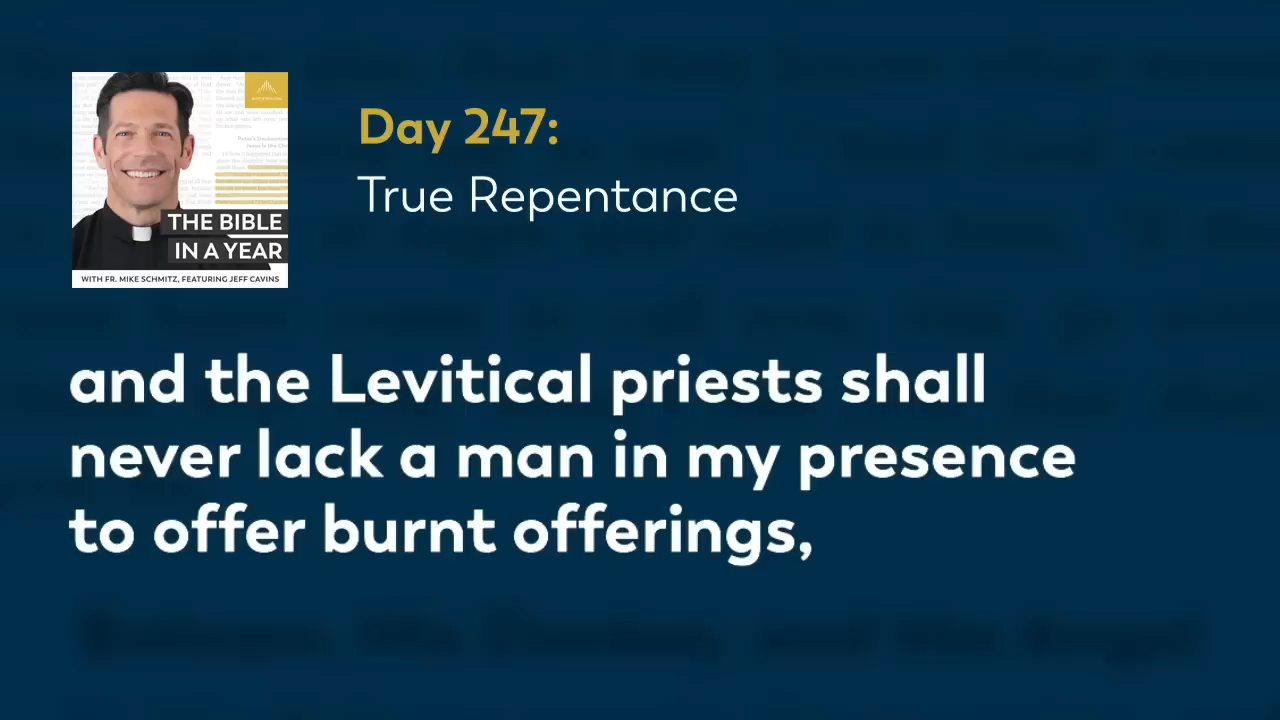 Day 247:
True Repentance
THE BIBLE
IN A YEAR
WITH FR. MIKE SCHMITZ, FEATURING JEFF CAVINS
and the Levitical priests shall
never lack a man in my presence
to offer burnt offerings,